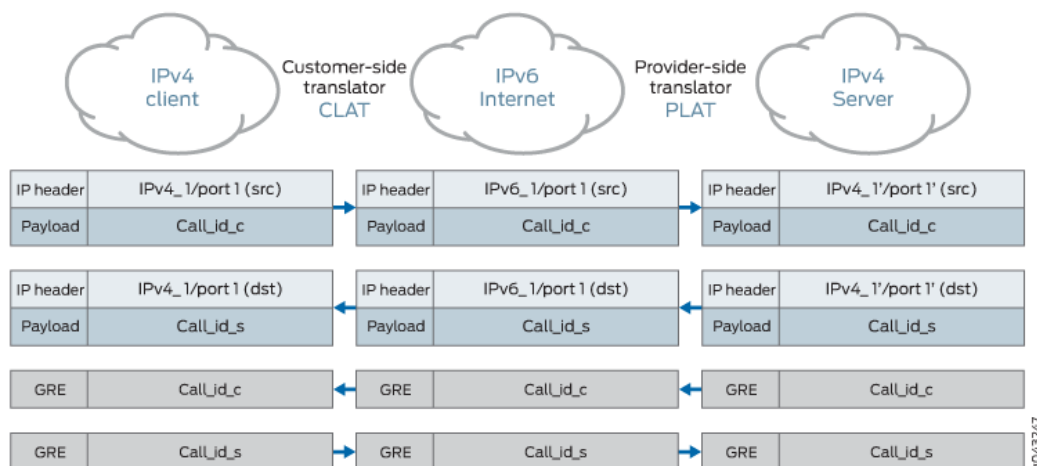 IPv4
client
Customer-side
translator
CLAT
IPv6
Internet
Provider-side
translator
PLAT
IPv4
Server
IP header IPv4_1/port 1 (src) IP header IPv6_1/port 1 (src) IP header IPv4_1’/port 1’ (src)
Payload Call_id_c Payload Call_id_c Payload Call_id_c
IP header IPv4_1/port 1 (dst) IP header IPv6_1/port 1 (dst) IP header IPv4_1’/port 1’ (dst)
Payload Call_id_s Payload Call_id_s Payload Call_id_s
GRE Call_id_c GRE Call_id_c GRE Call_id_c
GRE Call_id_s GRE Call_id_s GRE Call_id_s